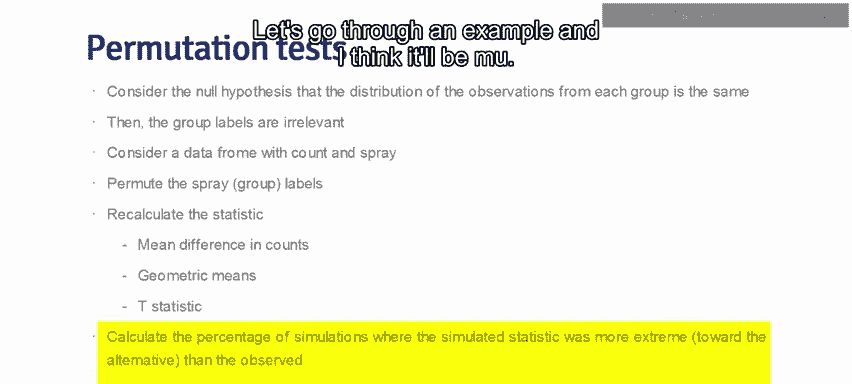 Let's go through an example and
I think it'll be mu.
Permutation tests
· Consider the null hypothesis that the distribution of the observations from each group is the same
· Then, the group labels are irrelevant
· Consider a data frome with count and spray
· Permute the spray (group) labels
· Recalculate the statistic
- Mean difference in counts
- Geometric means
- T statistic
· Calculate the percentage of simulations where the simulated statistic was more extreme (toward the
alternative) than the observed